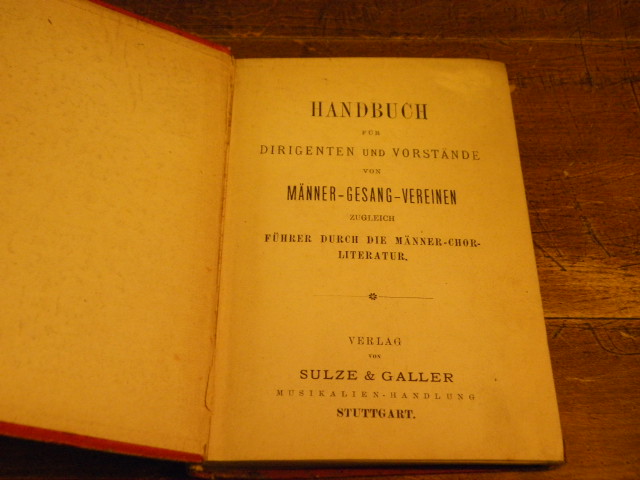 HANDBUCH
FÜR
DIRIGENTEN UND VORSTÄNDE
VON
MÄNNER-GESANG-VEREINEN
ZUGLEICH
FÜHRER DURCH DIE MÄNNER-CHOR-
LITERATUR.
VERLAG
VON
SULZE & GALLER
MUSIKALIEN-HANDLUNG
STUTTGART.